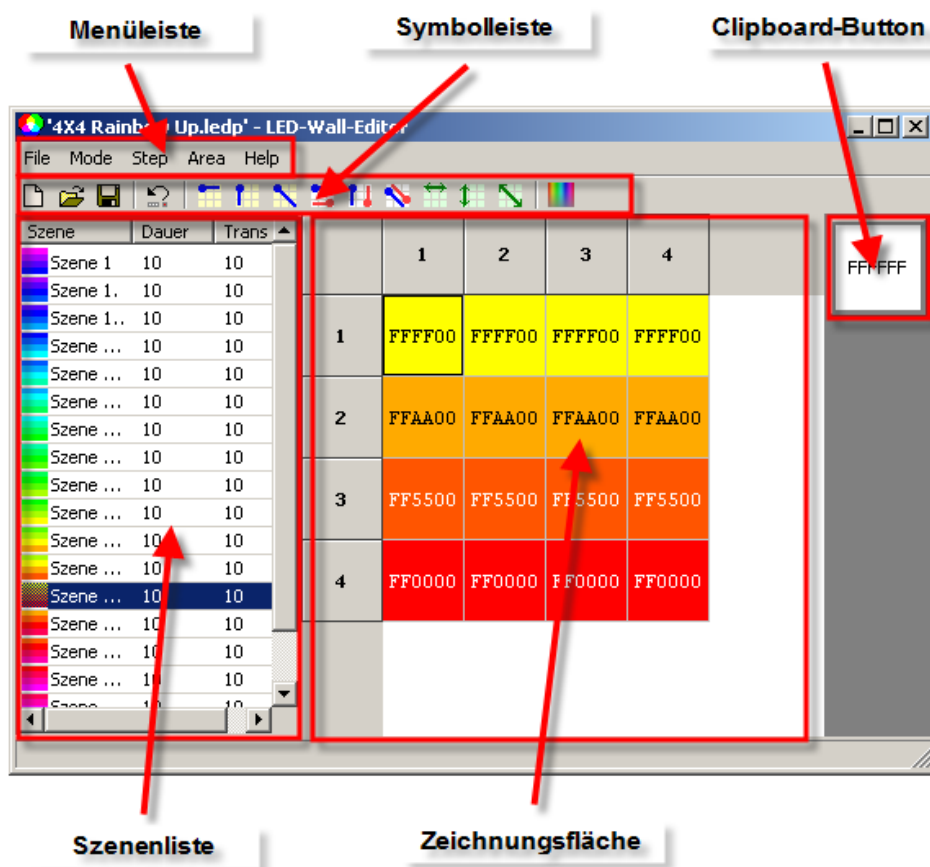 Menüleiste Symbolleiste Clipboard-Button
'4X4 Rainbow Up.ledp' - LED-Wall-Editor
File Mode Step Area Help
Szene Dauer Trans
Szene 1 10 10
Szene 1. 10 10
Szene 1.. 10 10
Szene ... 10 10
Szene ... 10 10
Szene ... 10 10
Szene ... 10 10
Szene ... 10 10
Szene ... 10 10
Szene ... 10 10
Szene ... 10 10
Szene ... 10 10
Szene ... 10 10
Szene ... 10 10
Szene ... 10 10
Szene ... 10 10
Szene 10 10
1 2 3 4
1 FFFF00 FFFF00 FFFF00 FFFF00
2 FFAA00 FFAA00 FFAA00 FFAA00
3 FF5500 FF5500 FF5500 FF5500
4 FF0000 FF0000 FF0000 FF0000
FFFFFF
Szenenliste Zeichnungsfläche